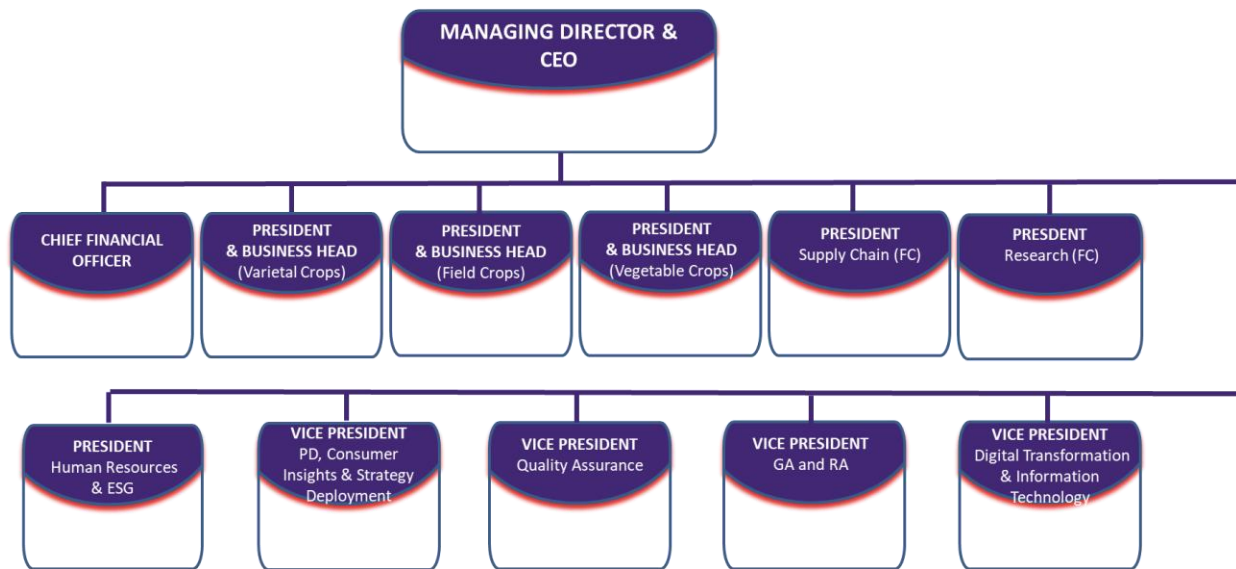 MANAGING DIRECTOR &
CEO
CHIEF FINANCIAL
OFFICER
PRESIDENT
& BUSINESS HEAD
(Varietal Crops)
PRESIDENT
& BUSINESS HEAD
(Field Crops)
PRESIDENT
& BUSINESS HEAD
(Vegetable Crops)
PRESIDENT
Supply Chain (FC)
PRESDENT
Research (FC)
PRESIDENT
Human Resources
& ESG
VICE PRESIDENT
PD, Consumer
Insights & Strategy
Deployment
VICE PRESIDENT
Quality Assurance
VICE PRESIDENT
GA and RA
VICE PRESIDENT
Digital Transformation
& Information
Technology